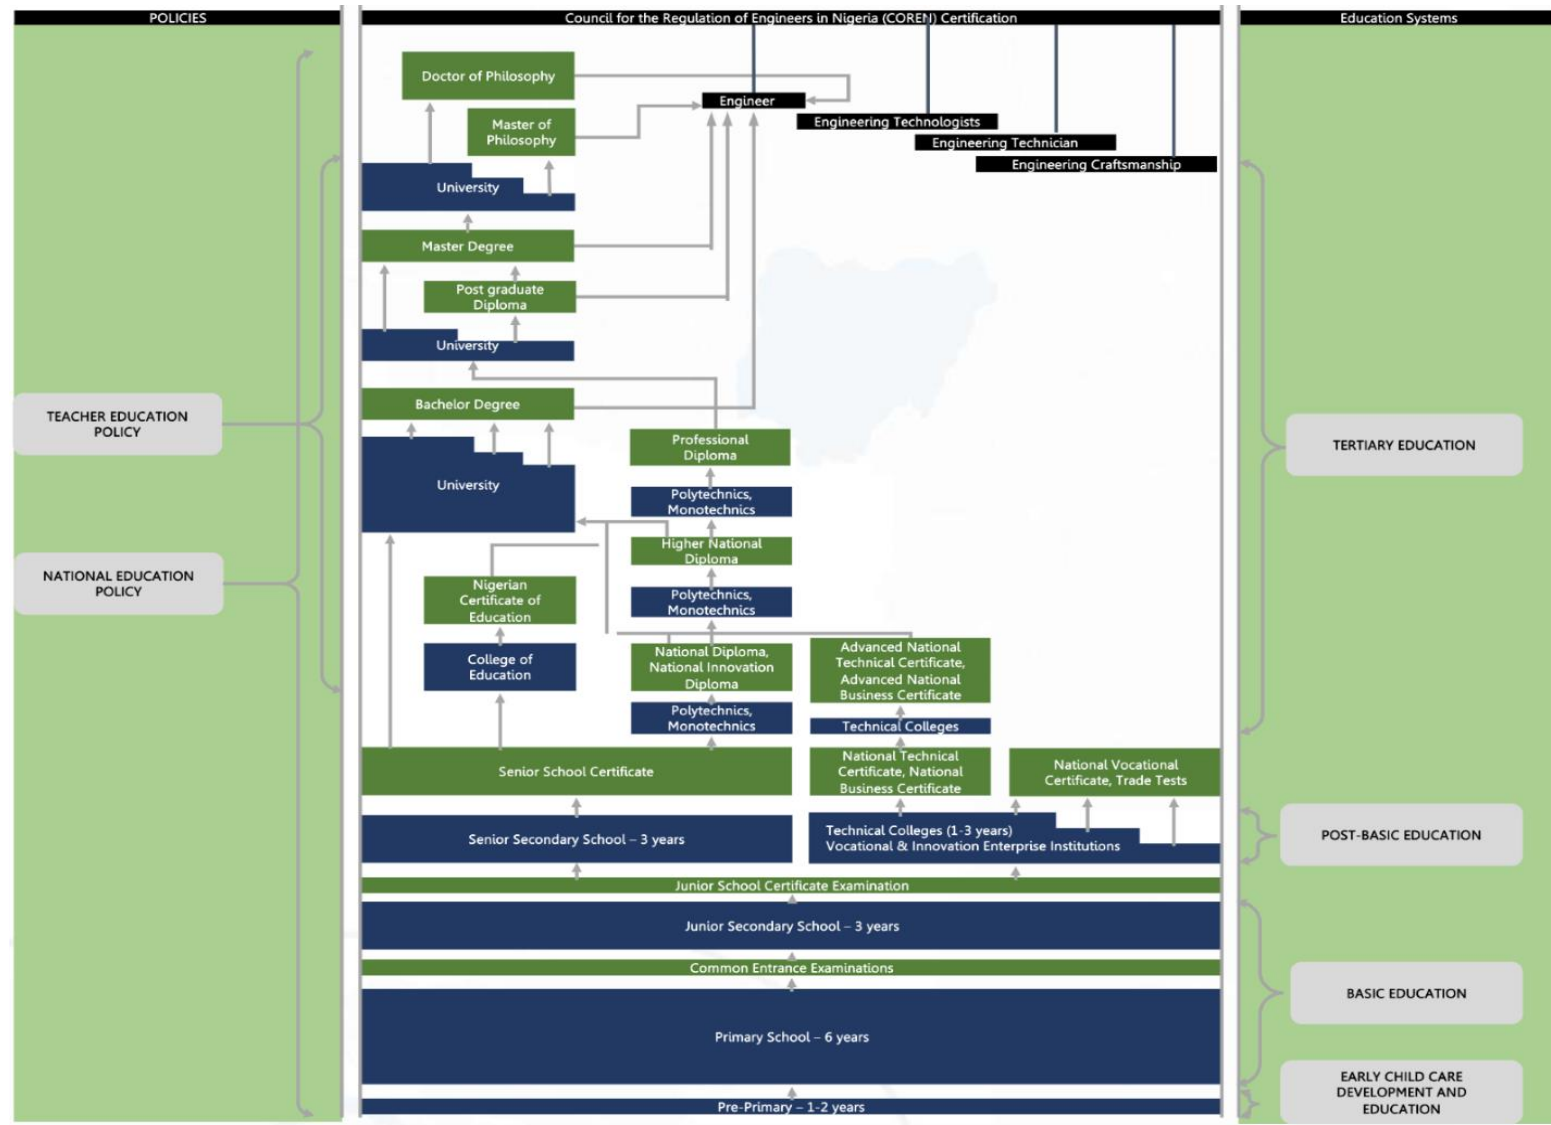 POLICIES
Council for the Regulation of Engineers in Nigeria (COREN) Certification
Education Systems
Doctor of Philosophy
Engineer
Master of
Philosophy
Engineering Technologists
Engineering Technician
Engineering Craftsmanship
University
Master Degree
Post graduate
Diploma
University
Bachelor Degree
TEACHER EDUCATION
POLICY
Professional
Diploma
TERTIARY EDUCATION
University
Polytechnics,
Monotechnics
Higher National
Diploma
NATIONAL EDUCATION
POLICY
Nigerian
Certificate of
Education
Polytechnics,
Monotechnics
College of
Education
National Diploma,
National Innovation
Diploma
Advanced National
Technical Certificate,
Advanced National
Business Certificate
Polytechnics,
Monotechnics
Technical Colleges
Senior School Certificate
National Technical
Certificate, National
Business Certificate
National Vocational
Certificate, Trade Tests
Senior Secondary School – 3 years
Technical Colleges (1-3 years)
Vocational & Innovation Enterprise Institutions
POST-BASIC EDUCATION
Junior School Certificate Examination
Junior Secondary School – 3 years
Common Entrance Examinations
BASIC EDUCATION
Primary School – 6 years
EARLY CHILD CARE
DEVELOPMENT AND
EDUCATION
Pre-Primary – 1-2 years